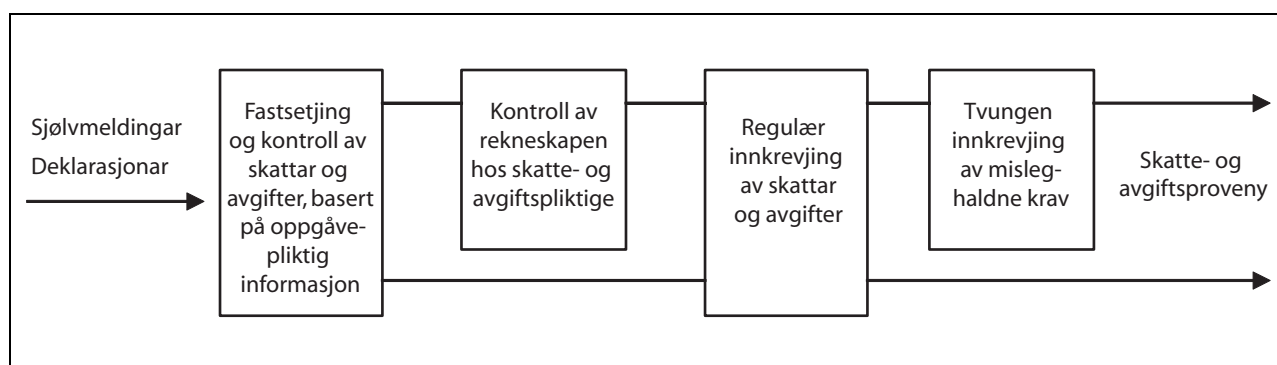 Sjølvmeldingar
Deklarasjonar
Fastsetjing
og kontroll av
skattar og
avgifter, basert
på oppgåve-
pliktig
informasjon
Kontroll av
rekneskapen
hos skatte- og
avgiftspliktige
Regulær
innkrevjing
av skattar
og avgifter
Tvungen
innkrevjing
av misleg-
haldne krav
Skatte- og
avgiftsproveny